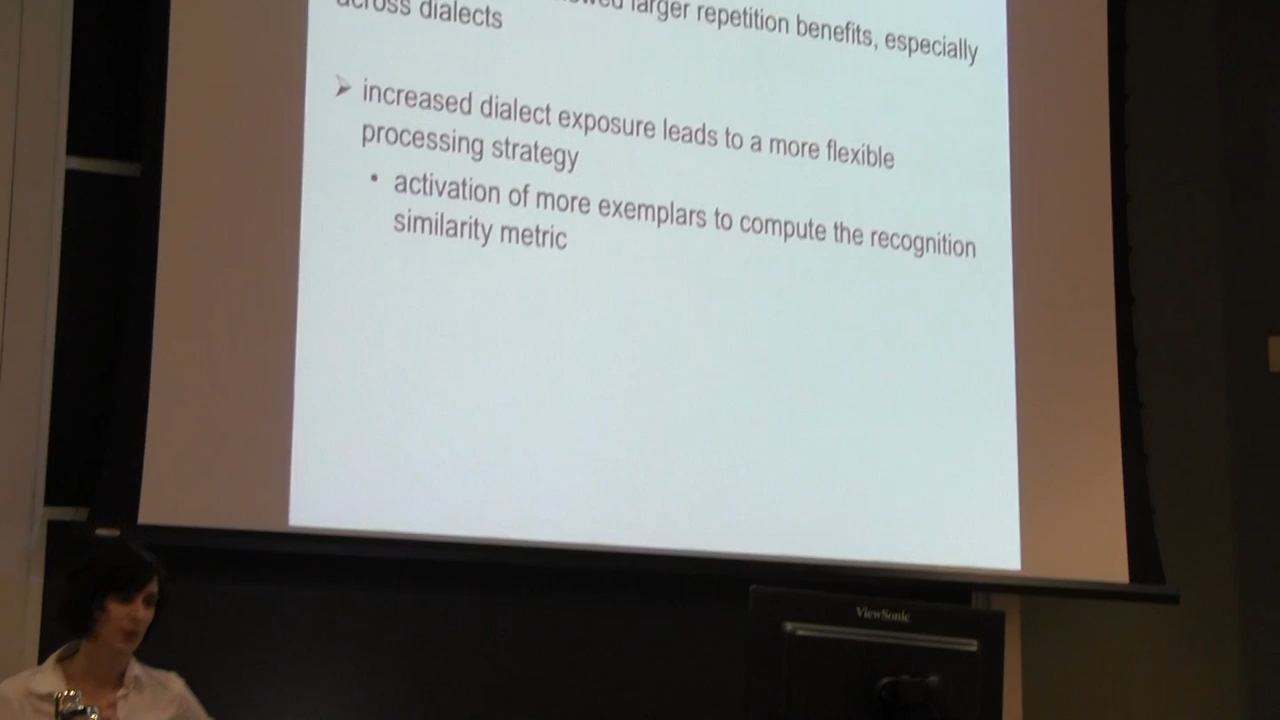 larger repetition benefits, especially
across dialects
increased dialect exposure leads to a more flexible
processing strategy
• activation of more exemplars to compute the recognition
similarity metric
ViewSonic